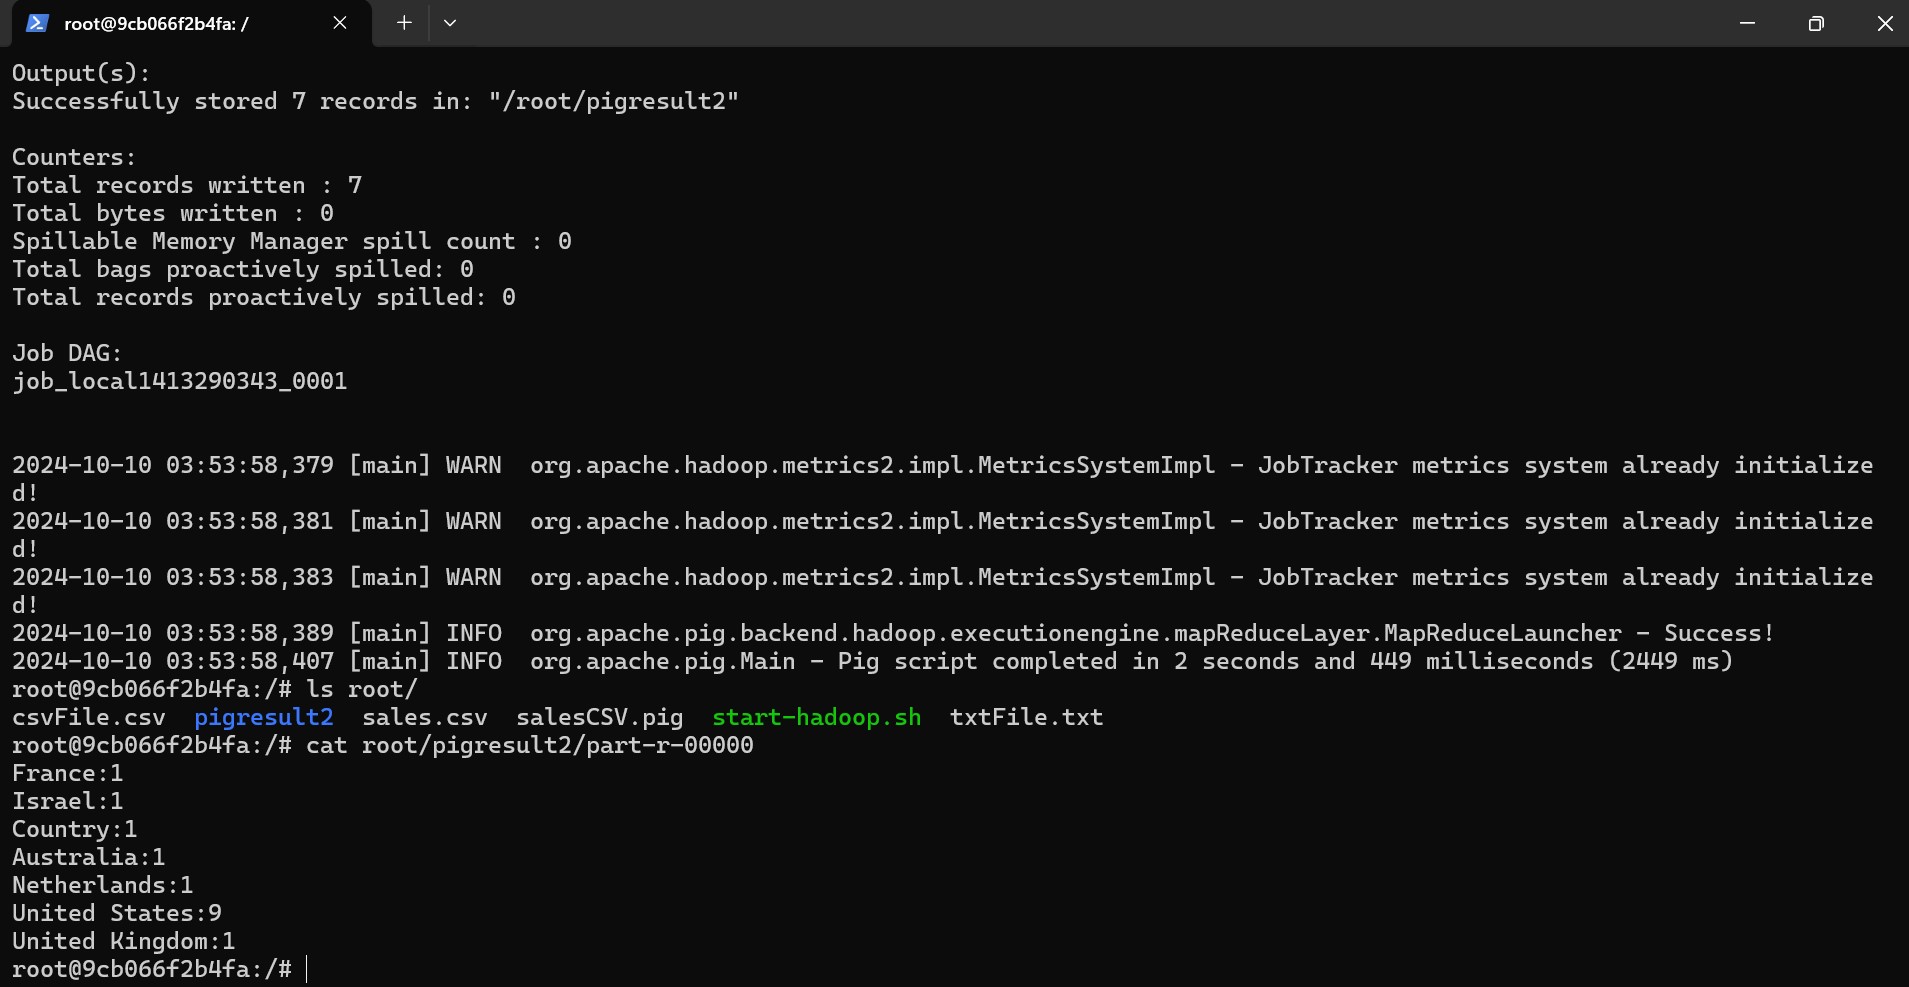 root@9cb066f2b4fa: /
Output(s):
Successfully stored 7 records in: "/root/pigresult2"
Counters:
Total records written : 7
Total bytes written : 0
Spillable Memory Manager spill count : 0
Total bags proactively spilled: 0
Total records proactively spilled: 0
Job DAG:
job_local1413290343_0001
2024-10-10 03:53:58,379 [main] WARN  org.apache.hadoop.metrics2.impl.MetricsSystemImpl - JobTracker metrics system already initialize
d!
2024-10-10 03:53:58,381 [main] WARN  org.apache.hadoop.metrics2.impl.MetricsSystemImpl - JobTracker metrics system already initialize
d!
2024-10-10 03:53:58,383 [main] WARN  org.apache.hadoop.metrics2.impl.MetricsSystemImpl - JobTracker metrics system already initialize
d!
2024-10-10 03:53:58,389 [main] INFO  org.apache.pig.backend.hadoop.executionengine.mapReduceLayer.MapReduceLauncher - Success!
2024-10-10 03:53:58,407 [main] INFO  org.apache.pig.Main - Pig script completed in 2 seconds and 449 milliseconds (2449 ms)
root@9cb066f2b4fa:/# ls root/
csvFile.csv  pigresult2  sales.csv  salesCSV.pig  start-hadoop.sh  txtFile.txt
root@9cb066f2b4fa:/# cat root/pigresult2/part-r-00000
France:1
Israel:1
Country:1
Australia:1
Netherlands:1
United States:9
United Kingdom:1
root@9cb066f2b4fa:/#